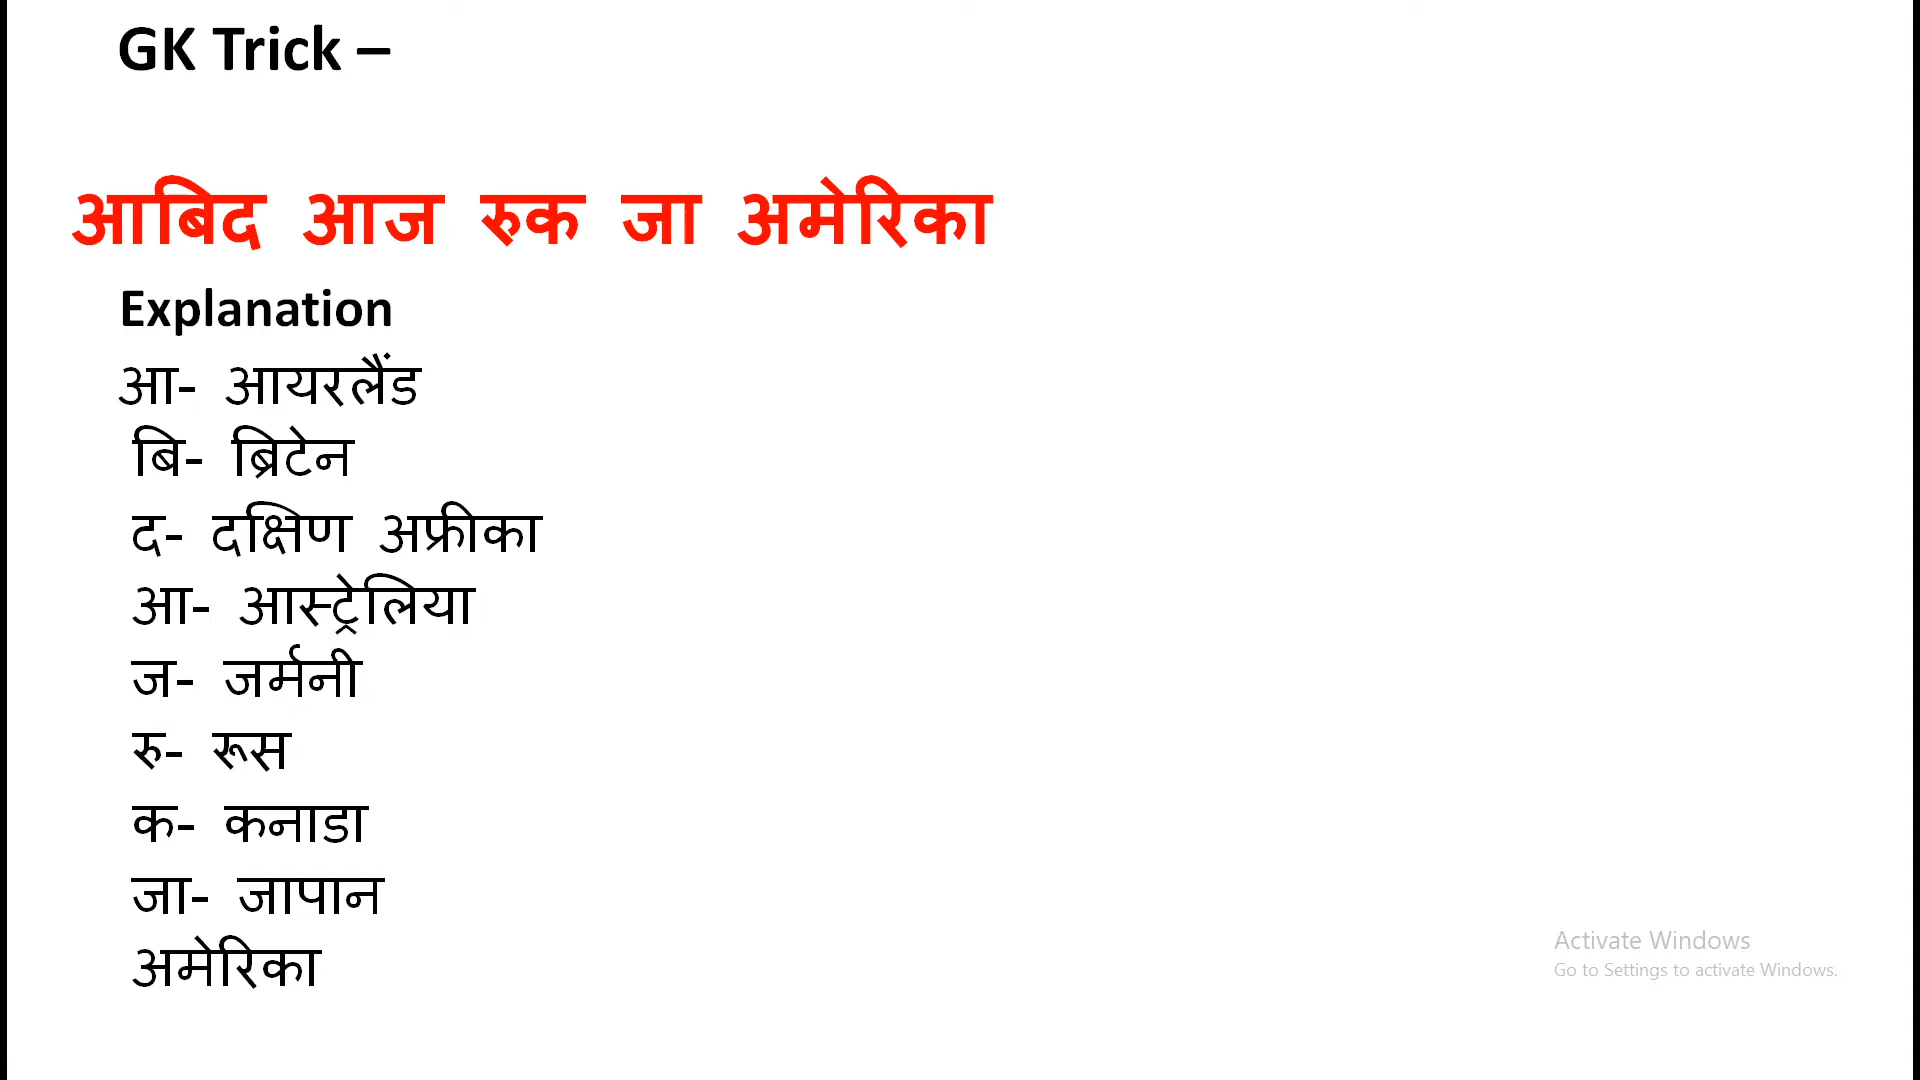 GK Trick –
आबिद आज रुक जा अमेरिका
Explanation
आ- आयरलैंड
बि- ब्रिटेन
द- दक्षिण अफ्रीका
आ- आस्ट्रेलिया
ज- जर्मनी
रु- रूस
क- कनाडा
जा- जापान
अमेरिका
Activate Windows
Go to Settings to activate Windows.